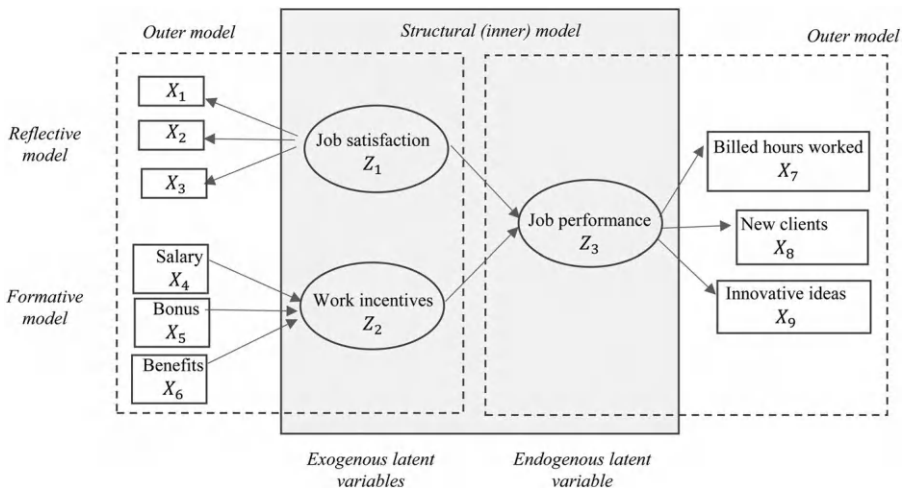 Outer model
Structural (inner) model
Outer model
Reflective
model
X₁
X₂
X₃
Job satisfaction
Z₁
Formative
model
Salary
X₄
Bonus
X₅
Benefits
X₆
Work incentives
Z₂
Job performance
Z₃
Billed hours worked
X₇
New clients
X₈
Innovative ideas
X₉
Exogenous latent
variables
Endogenous latent
variable